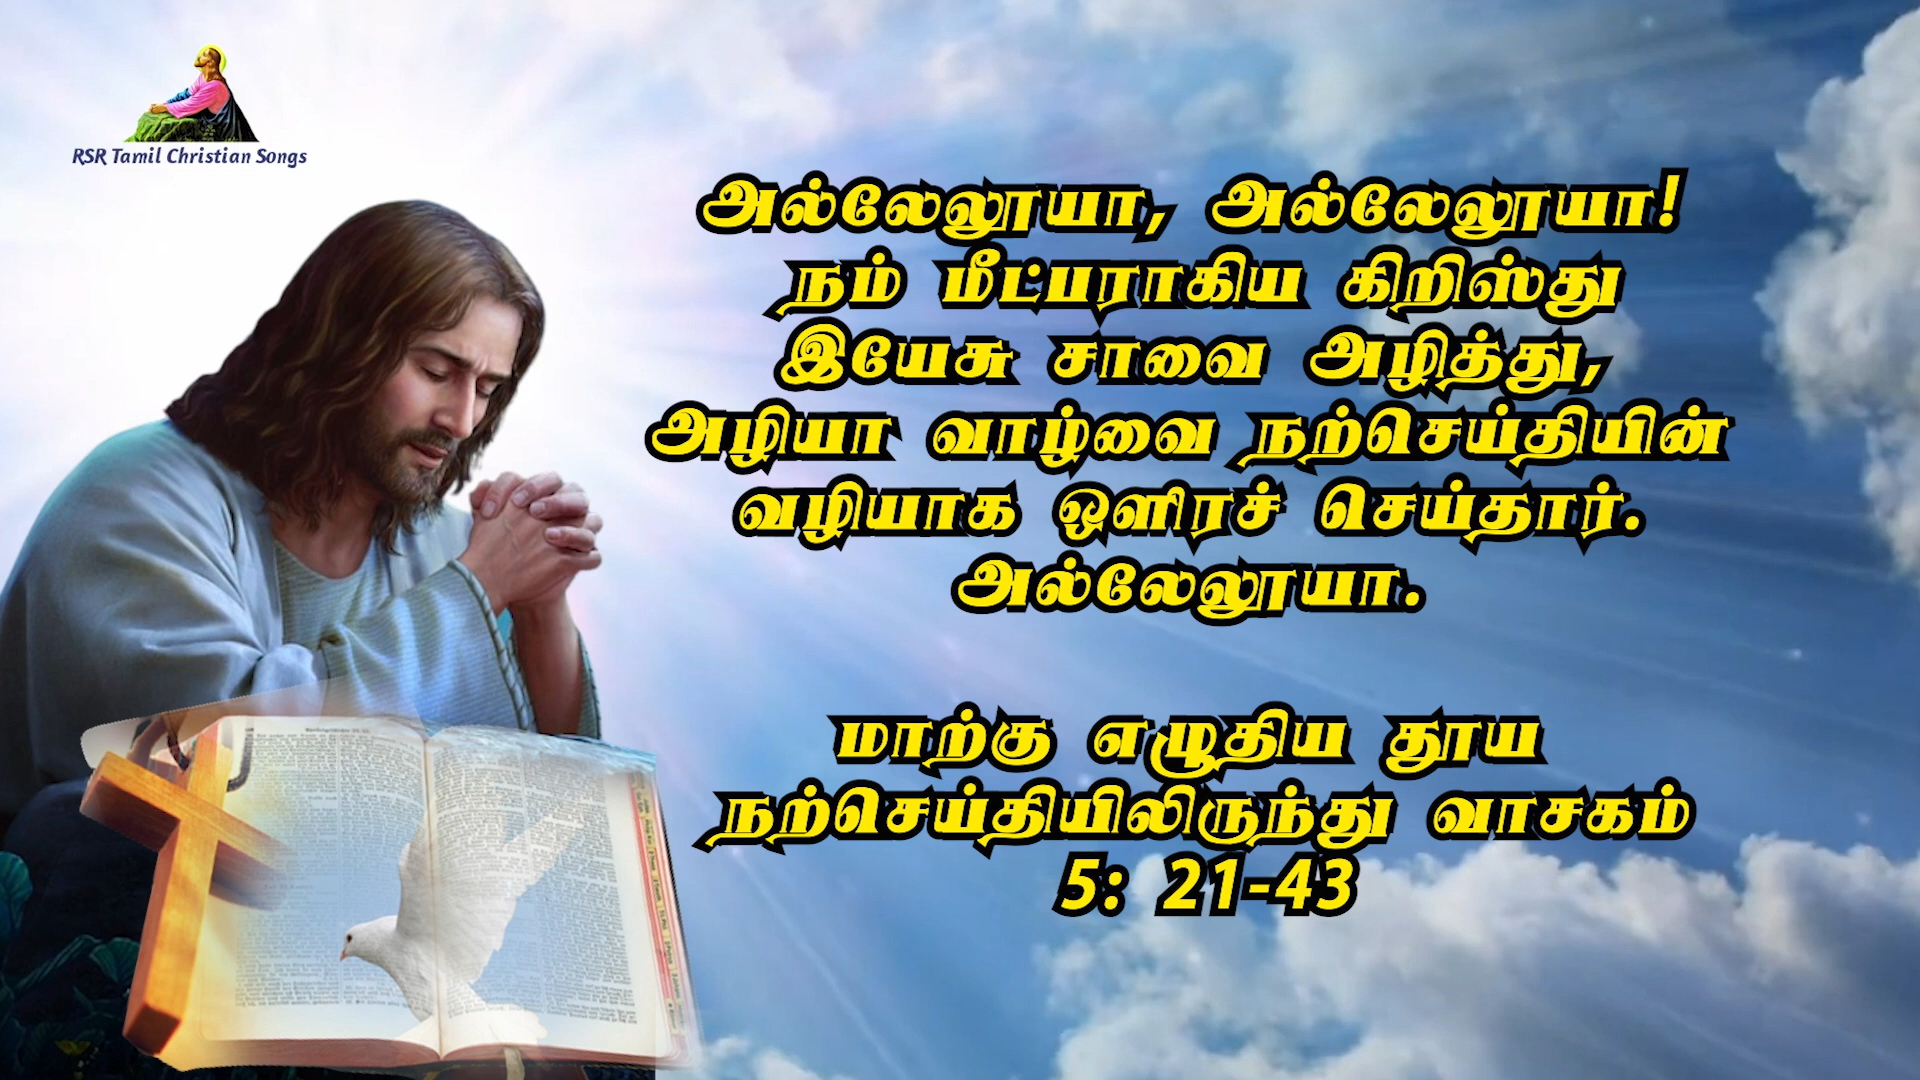 RSR Tamil Christian Songs
அல்லேலூயா, அல்லேலூயா!
நம் மீட்பராகிய கிறிஸ்து
இயேசு சாவை அழித்து,
அழியா வாழ்வை நற்செய்தியின்
வழியாக ஒளிரச் செய்தார்.
அல்லேலூயா.
மாற்கு எழுதிய தூய
நற்செய்தியிலிருந்து வாசகம்
5: 21-43